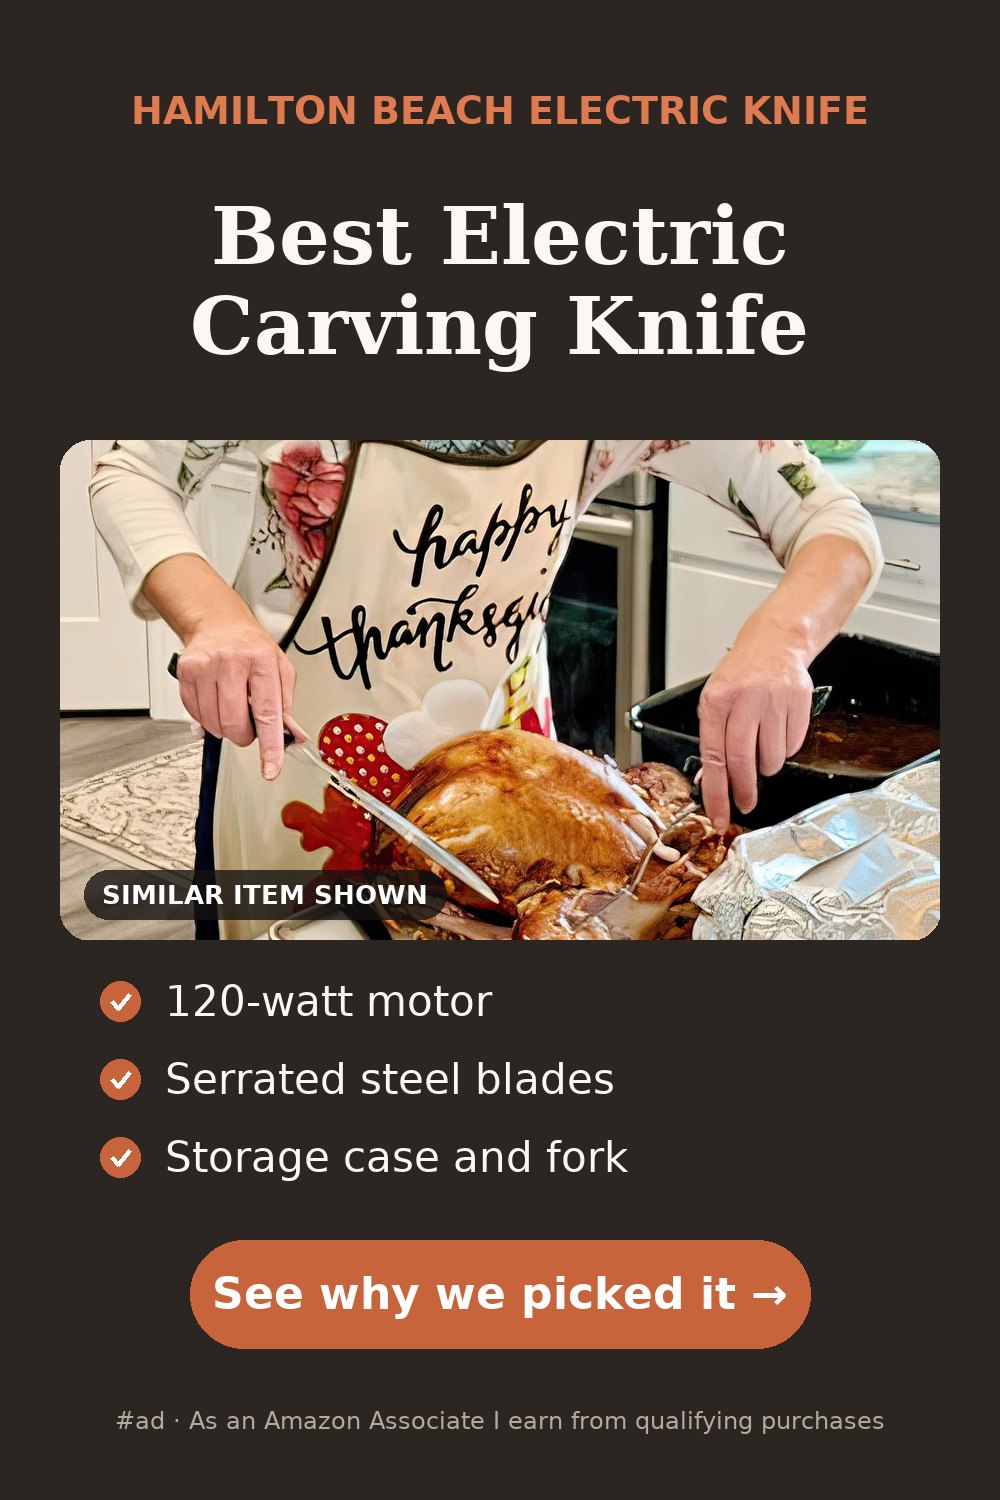 HAMILTON BEACH ELECTRIC KNIFE
Best Electric
Carving Knife
happy
thanksgi
SIMILAR ITEM SHOWN
120-watt motor
Serrated steel blades
Storage case and fork
See why we picked it →
#ad · As an Amazon Associate I earn from qualifying purchases